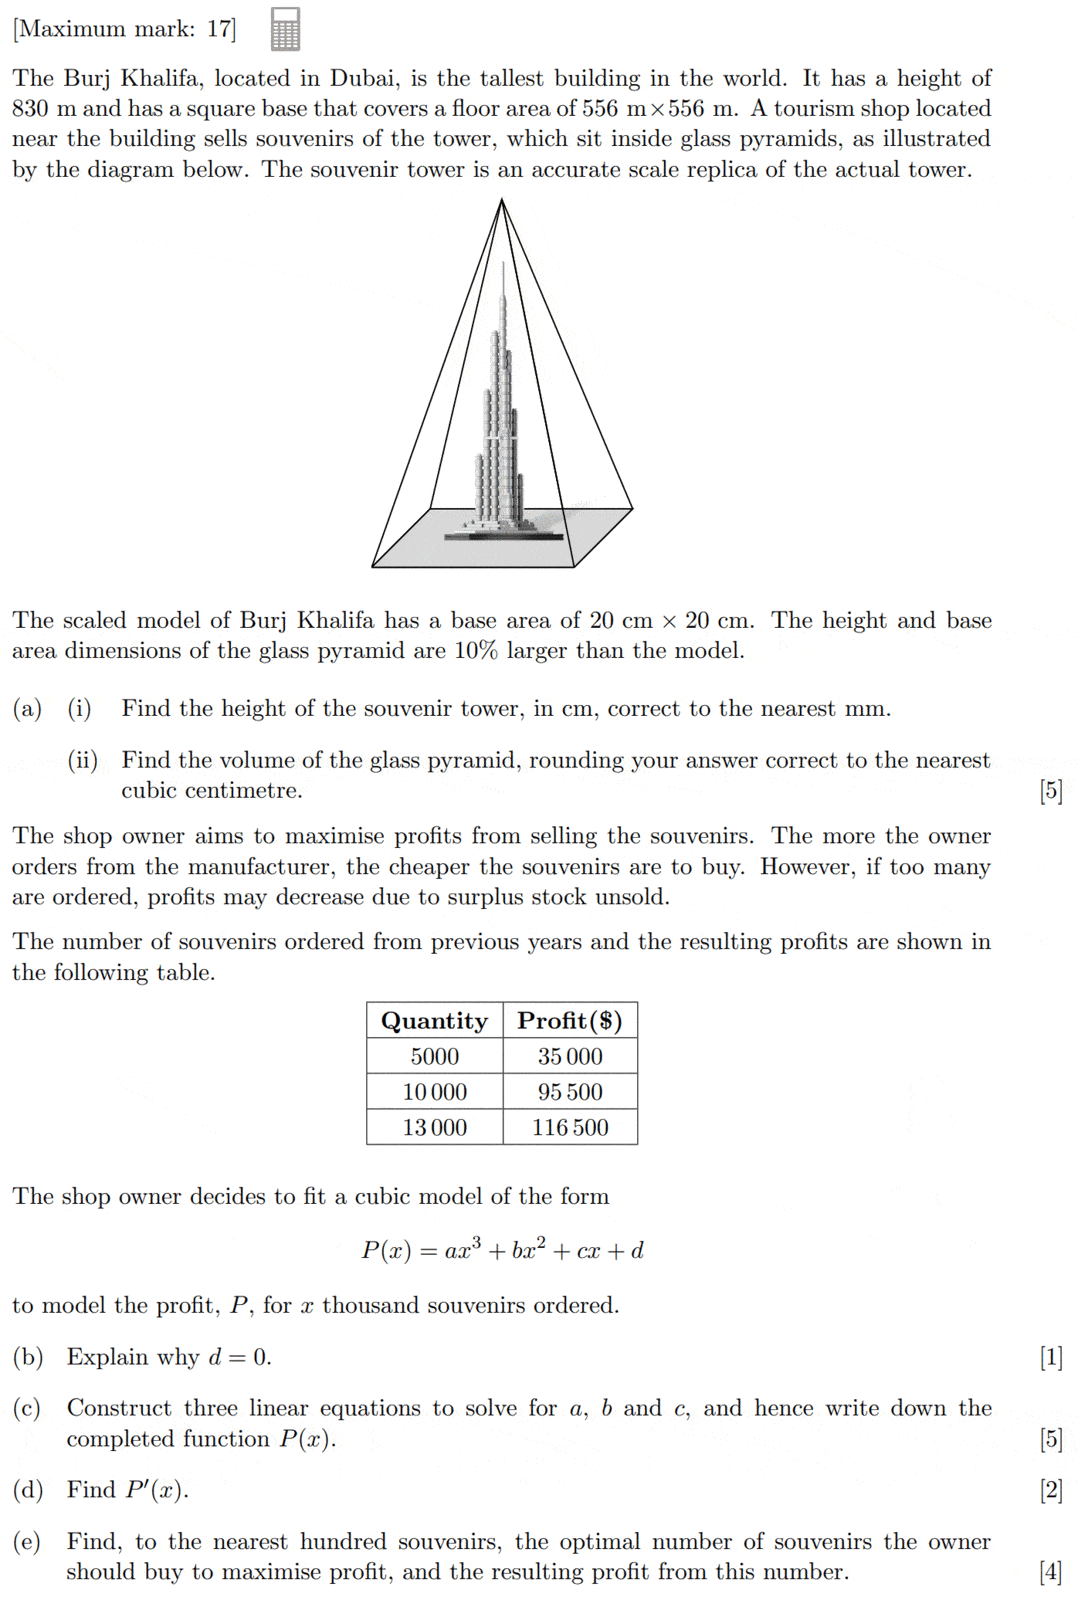 [Maximum mark: 17]
The Burj Khalifa, located in Dubai, is the tallest building in the world. It has a height of
830 m and has a square base that covers a floor area of 556 m×556 m. A tourism shop located
near the building sells souvenirs of the tower, which sit inside glass pyramids, as illustrated
by the diagram below. The souvenir tower is an accurate scale replica of the actual tower.
The scaled model of Burj Khalifa has a base area of 20 cm × 20 cm. The height and base
area dimensions of the glass pyramid are 10% larger than the model.
(a) (i) Find the height of the souvenir tower, in cm, correct to the nearest mm.
(ii) Find the volume of the glass pyramid, rounding your answer correct to the nearest
cubic centimetre. [5]
The shop owner aims to maximise profits from selling the souvenirs. The more the owner
orders from the manufacturer, the cheaper the souvenirs are to buy. However, if too many
are ordered, profits may decrease due to surplus stock unsold.
The number of souvenirs ordered from previous years and the resulting profits are shown in
the following table.
Quantity Profit($)
5000 35 000
10 000 95 500
13 000 116 500
The shop owner decides to fit a cubic model of the form
P(x) = ax³ + bx² + cx + d
to model the profit, P, for x thousand souvenirs ordered.
(b) Explain why d = 0. [1]
(c) Construct three linear equations to solve for a, b and c, and hence write down the
completed function P(x). [5]
(d) Find P′(x). [2]
(e) Find, to the nearest hundred souvenirs, the optimal number of souvenirs the owner
should buy to maximise profit, and the resulting profit from this number. [4]